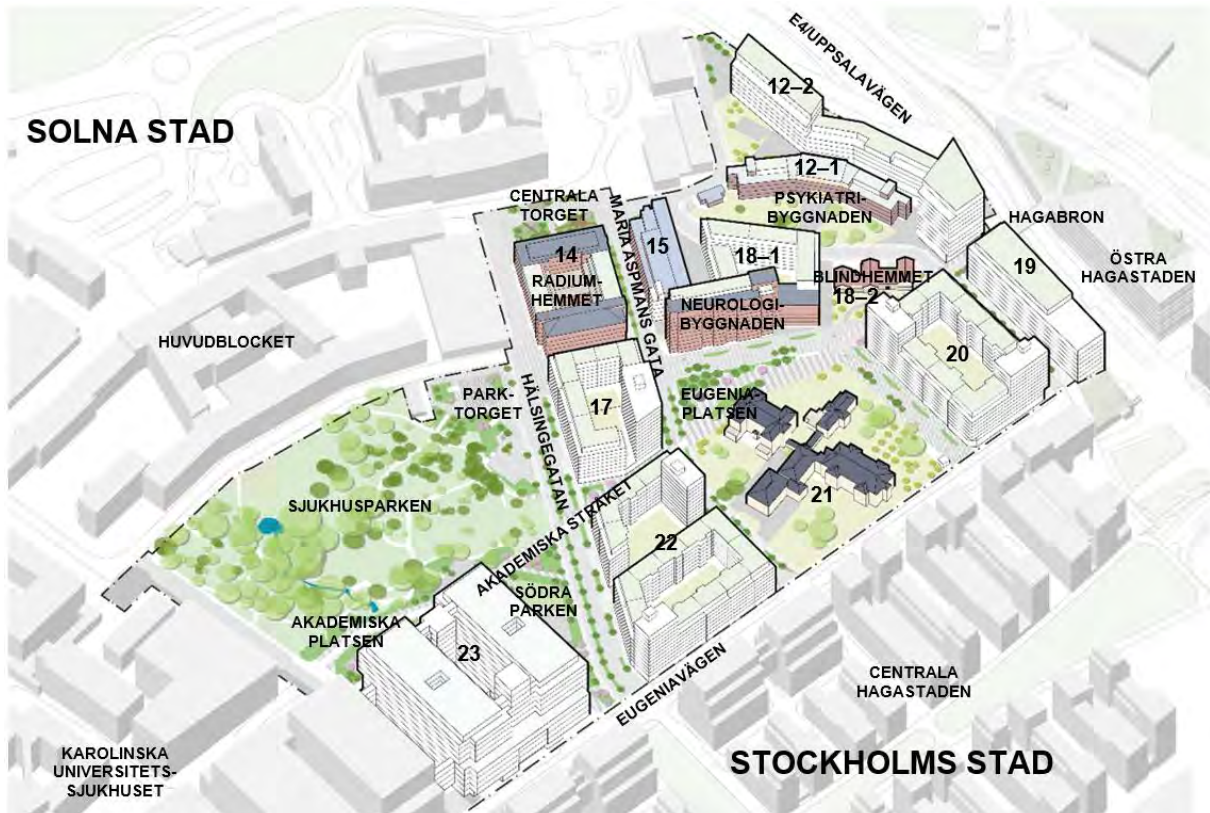 E4/UPPSALAVÄGEN
12–2
SOLNA STAD
12–1
PSYKIATRI-
BYGGNADEN
CENTRALA
TORGET
MARIA ASPMANS GATA
HAGABRON
14
15
18–1
19
ÖSTRA
HAGASTADEN
RADIUM-
HEMMET
BLINDHEMMET
18–2
NEUROLOGI-
BYGGNADEN
HUVUDBLOCKET
20
PARK-
TORGET
HÄLSINGEGATAN
17
EUGENIA-
PLATSEN
SJUKHUSPARKEN
AKADEMISKA STRÅKET
21
22
SÖDRA
PARKEN
AKADEMISKA
PLATSEN
23
EUGENIAVÄGEN
CENTRALA
HAGASTADEN
KAROLINSKA
UNIVERSITETS-
SJUKHUSET
STOCKHOLMS STAD